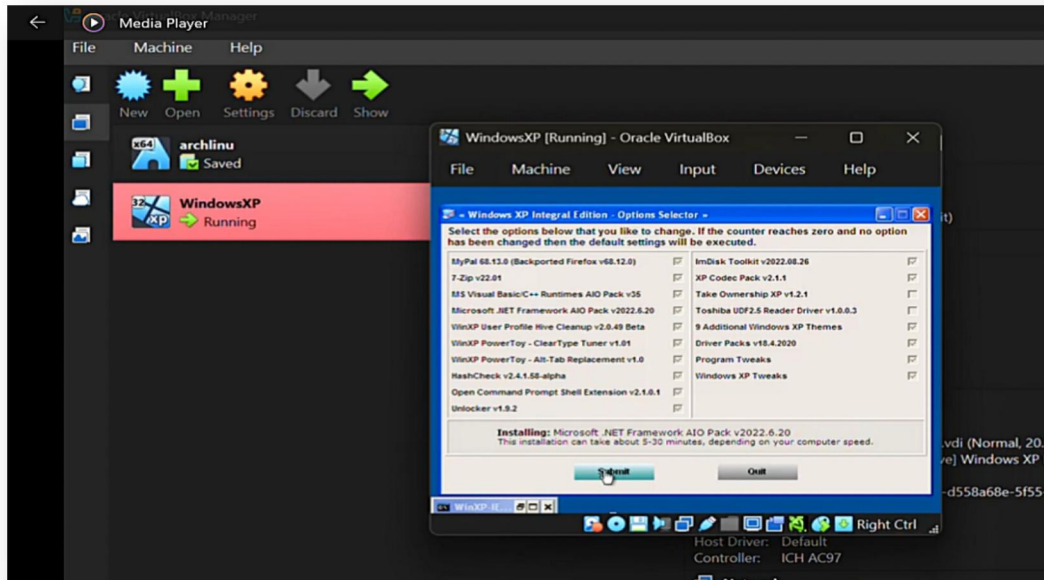 Media Player
File Machine Help
New Open Settings Discard Show
x64
archlinu
Saved
32
XP
WindowsXP
Running
WindowsXP [Running] - Oracle VirtualBox
File Machine View Input Devices Help
- Windows XP Integral Edition - Options Selector -
Select the options below that you like to change. If the counter reaches zero and no option
has been changed then the default settings will be executed.
MyPal 68.13.0 (Backported Firefox v68.12.0)
7-Zip v22.01
MS Visual Basic/C++ Runtimes AIO Pack v35
Microsoft .NET Framework AIO Pack v2022.6.20
WinXP User Profile Hive Cleanup v2.0.49 Beta
WinXP PowerToy - ClearType Tuner v1.01
WinXP PowerToy - Alt-Tab Replacement v1.0
HashCheck v2.4.1.58-alpha
Open Command Prompt Shell Extension v2.1.0.1
Unlocker v1.9.2
ImDisk Toolkit v2022.08.26
XP Codec Pack v2.1.1
Take Ownership XP v1.2.1
Toshiba UDF2.5 Reader Driver v1.0.0.3
9 Additional Windows XP Themes
Driver Packs v18.4.2020
Program Tweaks
Windows XP Tweaks
Installing: Microsoft .NET Framework AIO Pack v2022.6.20
This installation can take about 5-30 minutes, depending on your computer speed.
Submit Quit
Right Ctrl
it)
.vdi (Normal, 20.
ve] Windows XP
-d558a68e-5f55
Host Driver: Default
Controller: ICH AC97